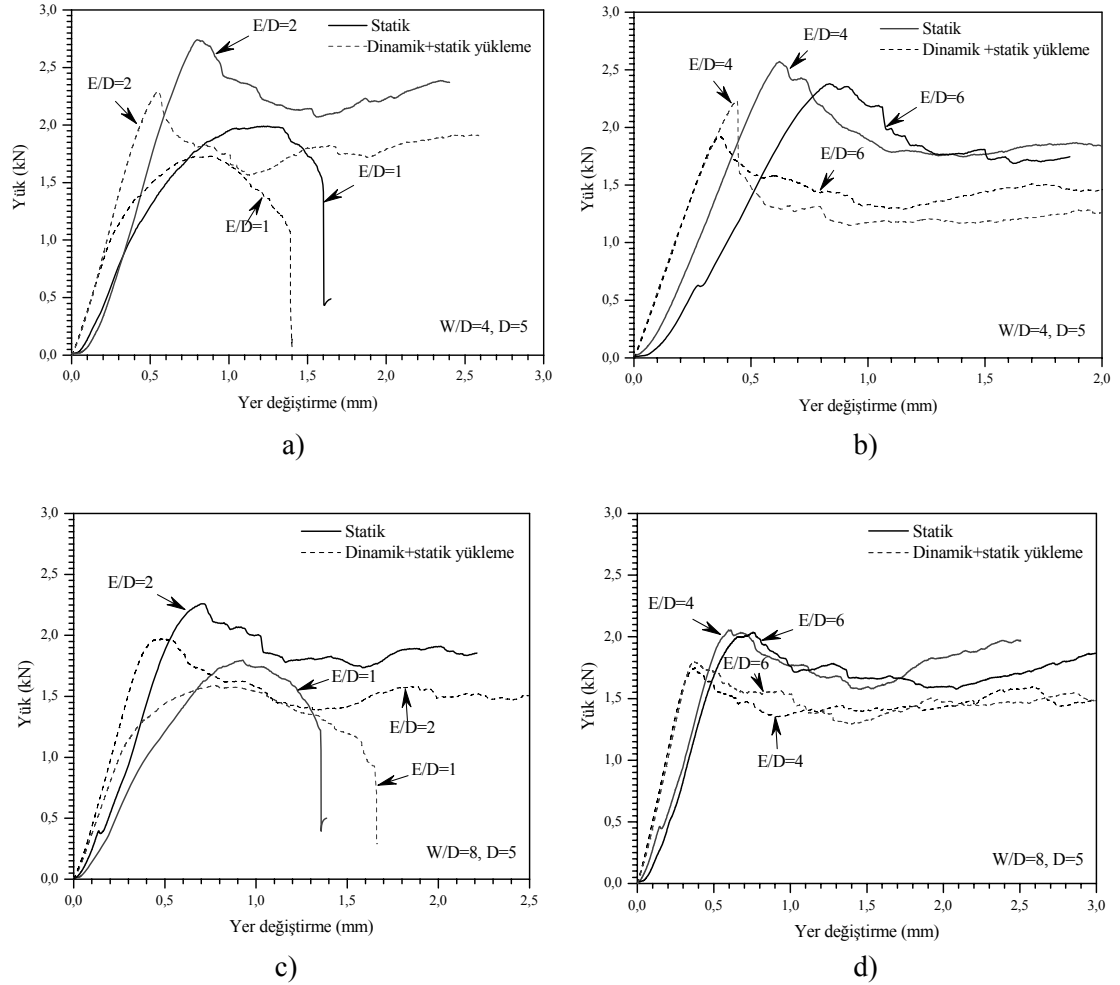 3,0
2,5
2,0
1,5
1,0
0,5
0,0
Yük (kN)
E/D=2
Statik
Dinamik+statik yükleme
E/D=2
E/D=1
E/D=1
W/D=4, D=5
0,0 0,5 1,0 1,5 2,0 2,5 3,0
Yer değiştirme (mm)
a)
3,0
2,5
2,0
1,5
1,0
0,5
0,0
Yük (kN)
E/D=4
Statik
Dinamik +statik yükleme
E/D=4
E/D=6
E/D=6
W/D=4, D=5
0,0 0,5 1,0 1,5 2,0
Yer değiştirme (mm)
b)
3,0
2,5
2,0
1,5
1,0
0,5
0,0
Yük (kN)
Statik
Dinamik+statik yükleme
E/D=2
E/D=1
E/D=2
E/D=1
W/D=8, D=5
0,0 0,5 1,0 1,5 2,0 2,5
Yer değiştirme (mm)
c)
3,0
2,5
2,0
1,5
1,0
0,5
0,0
Yük (kN)
Statik
Dinamik+statik yükleme
E/D=4
E/D=6
E/D=6
E/D=4
W/D=8, D=5
0,0 0,5 1,0 1,5 2,0 2,5 3,0
Yer değiştirme (mm)
d)